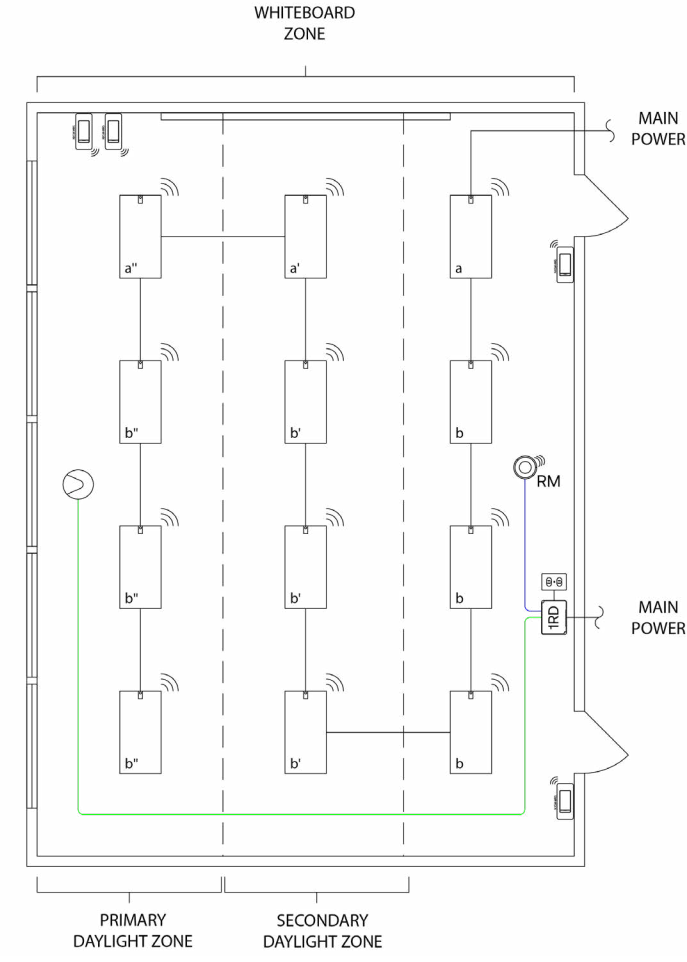 WHITEBOARD
ZONE
MAIN
POWER
a"
a'
a
b"
b'
b
RM
b"
b'
b
1RD
MAIN
POWER
b"
b'
b
PRIMARY
DAYLIGHT ZONE
SECONDARY
DAYLIGHT ZONE